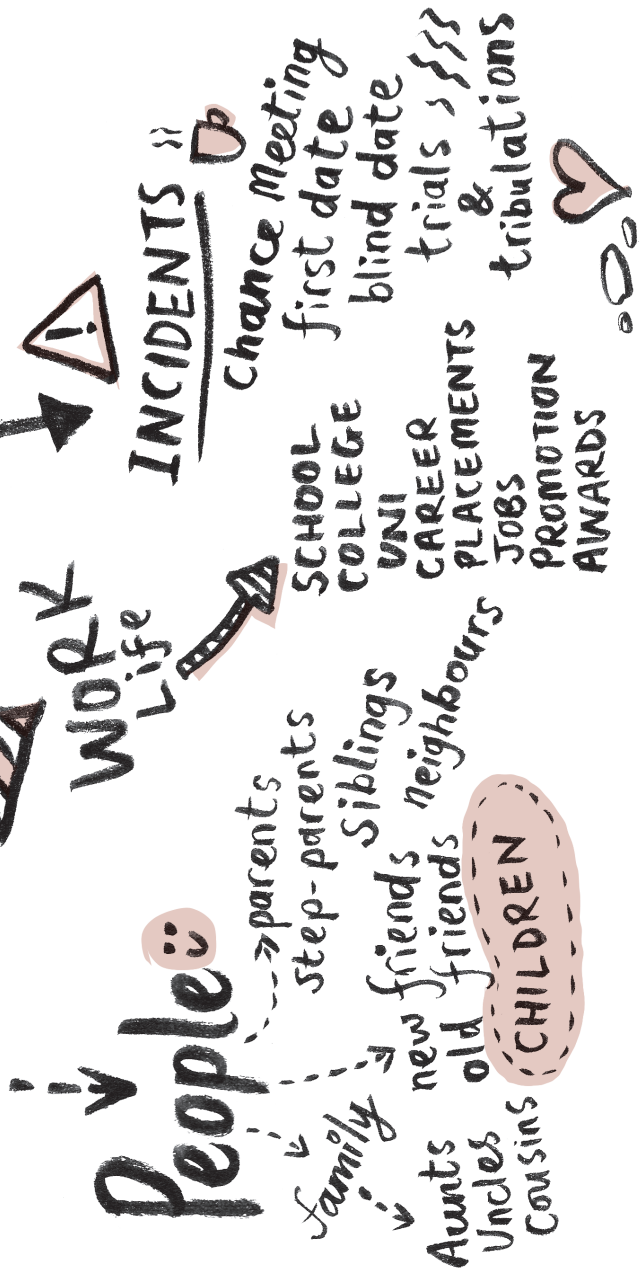 People
family
Aunts
Uncles
Cousins
new friends
old friends
CHILDREN
parents
step-parents
siblings
neighbours
WORK
Life
SCHOOL
COLLEGE
UNI
CAREER
PLACEMENTS
JOBS
PROMOTION
AWARDS
!
INCIDENTS
Chance Meeting
first date
blind date
trials
&
tribulations